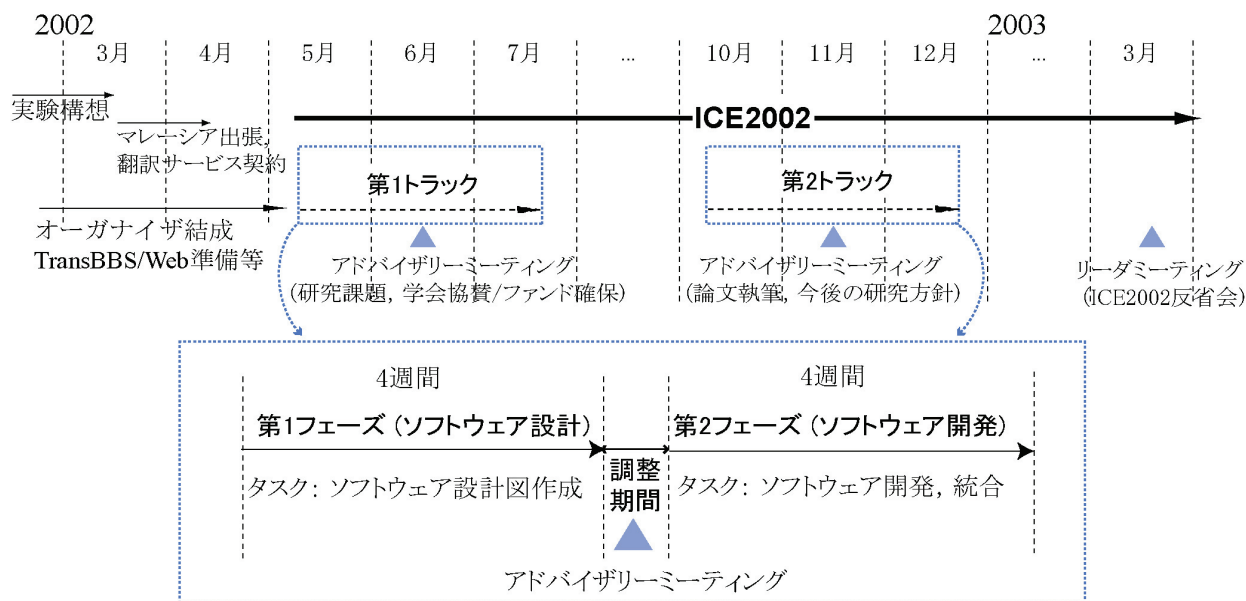 2002
2003
3月
4月
5月
6月
7月
...
10月
11月
12月
...
3月
実験構想
マレーシア出張,
翻訳サービス契約
ICE2002
第1トラック
第2トラック
オーガナイザ結成
TransBBS/Web準備等
アドバイザリーミーティング
(研究課題, 学会協賛/ファンド確保)
アドバイザリーミーティング
(論文執筆, 今後の研究方針)
リーダミーティング
(ICE2002反省会)
4週間
4週間
第1フェーズ (ソフトウェア設計)
第2フェーズ (ソフトウェア開発)
タスク: ソフトウェア設計図作成
調整
期間
タスク: ソフトウェア開発, 統合
アドバイザリーミーティング